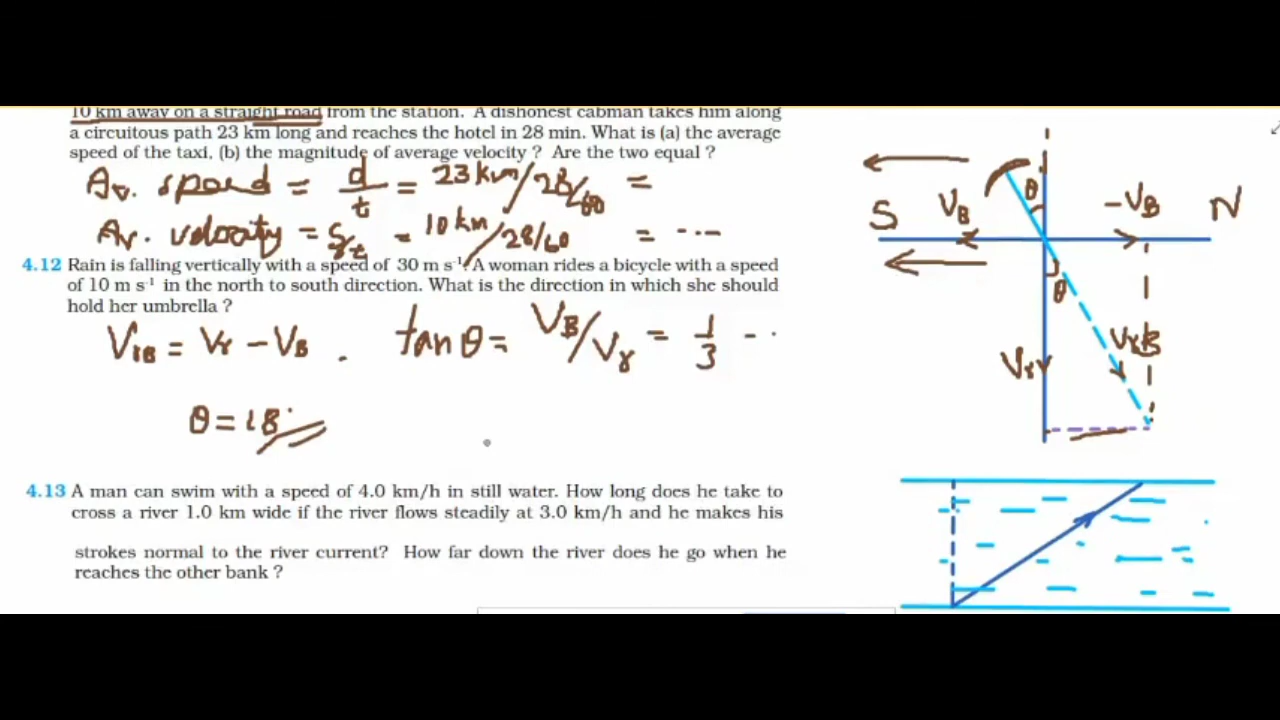 10 km away on a straight road from the station. A dishonest cabman takes him along
a circuitous path 23 km long and reaches the hotel in 28 min. What is (a) the average
speed of the taxi, (b) the magnitude of average velocity ? Are the two equal ?
Av. speed = d/t = 23 km/28/60 =
Av. velocity = S/t = 10 km/28/60 = ...
4.12 Rain is falling vertically with a speed of 30 m s⁻¹. A woman rides a bicycle with a speed
of 10 m s⁻¹ in the north to south direction. What is the direction in which she should
hold her umbrella ?
VrB = Vr - VB . tan θ = VB/Vr = 1/3 - - .
θ = 18°
4.13 A man can swim with a speed of 4.0 km/h in still water. How long does he take to
cross a river 1.0 km wide if the river flows steadily at 3.0 km/h and he makes his
strokes normal to the river current? How far down the river does he go when he
reaches the other bank ?
θ
S VB -VB N
θ
Vr VrB